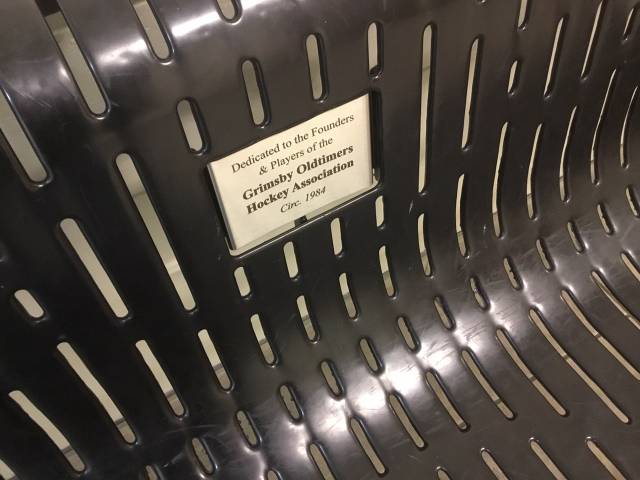 Dedicated to the Founders
& Players of the
Grimsby Oldtimers
Hockey Association
Circ. 1984